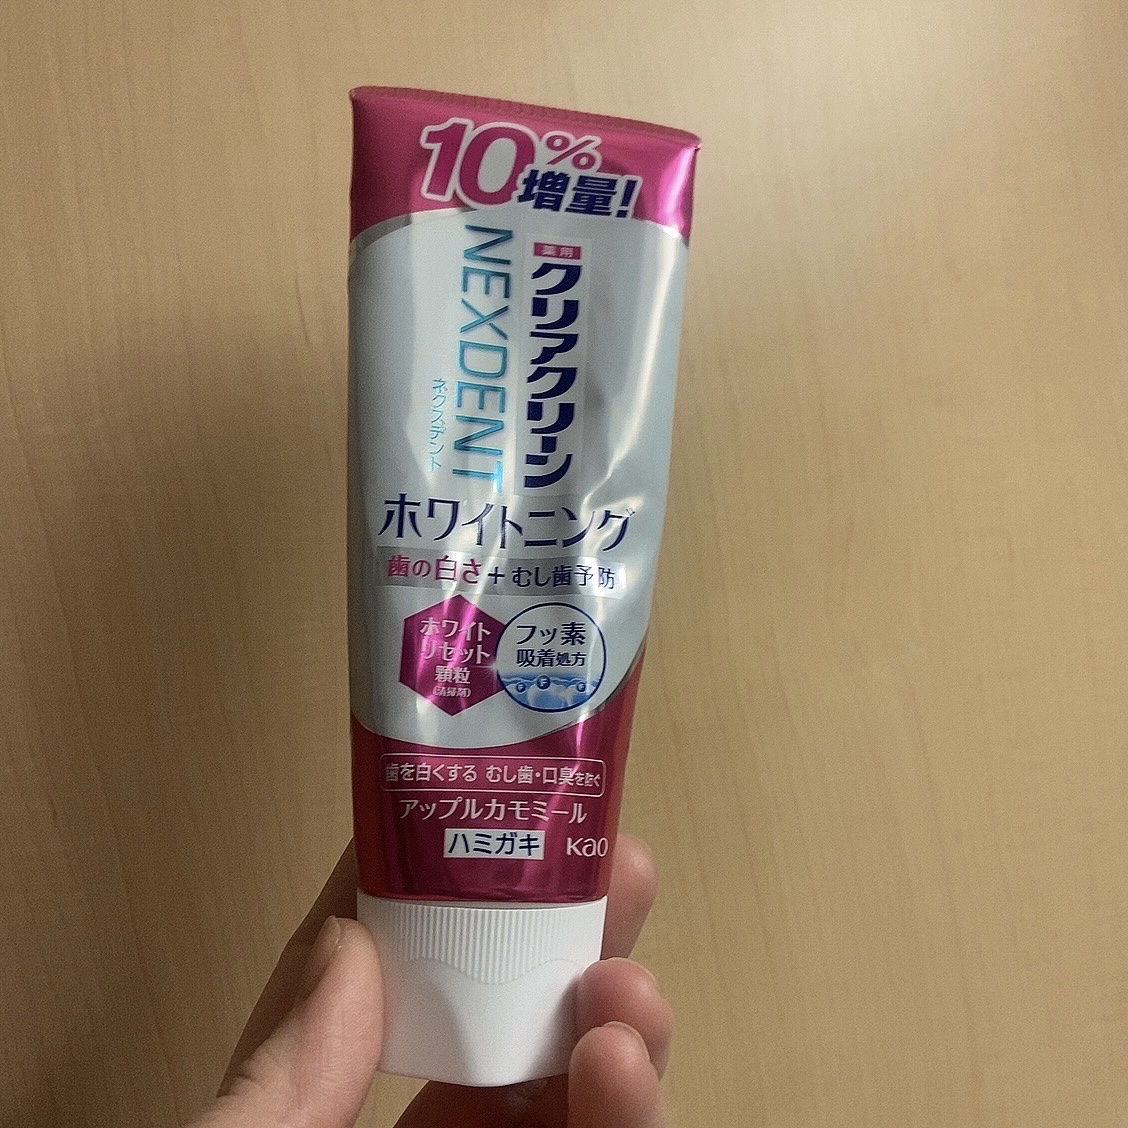 10%
増量!
薬用
クリアクリーン
NEXDENT
ネクスデント
ホワイトニング
歯の白さ+むし歯予防
ホワイト
リセット
顆粒
(清掃剤)
フッ素
吸着処方
F F F
歯を白くする むし歯・口臭を防ぐ
アップルカモミール
ハミガキ
Kao